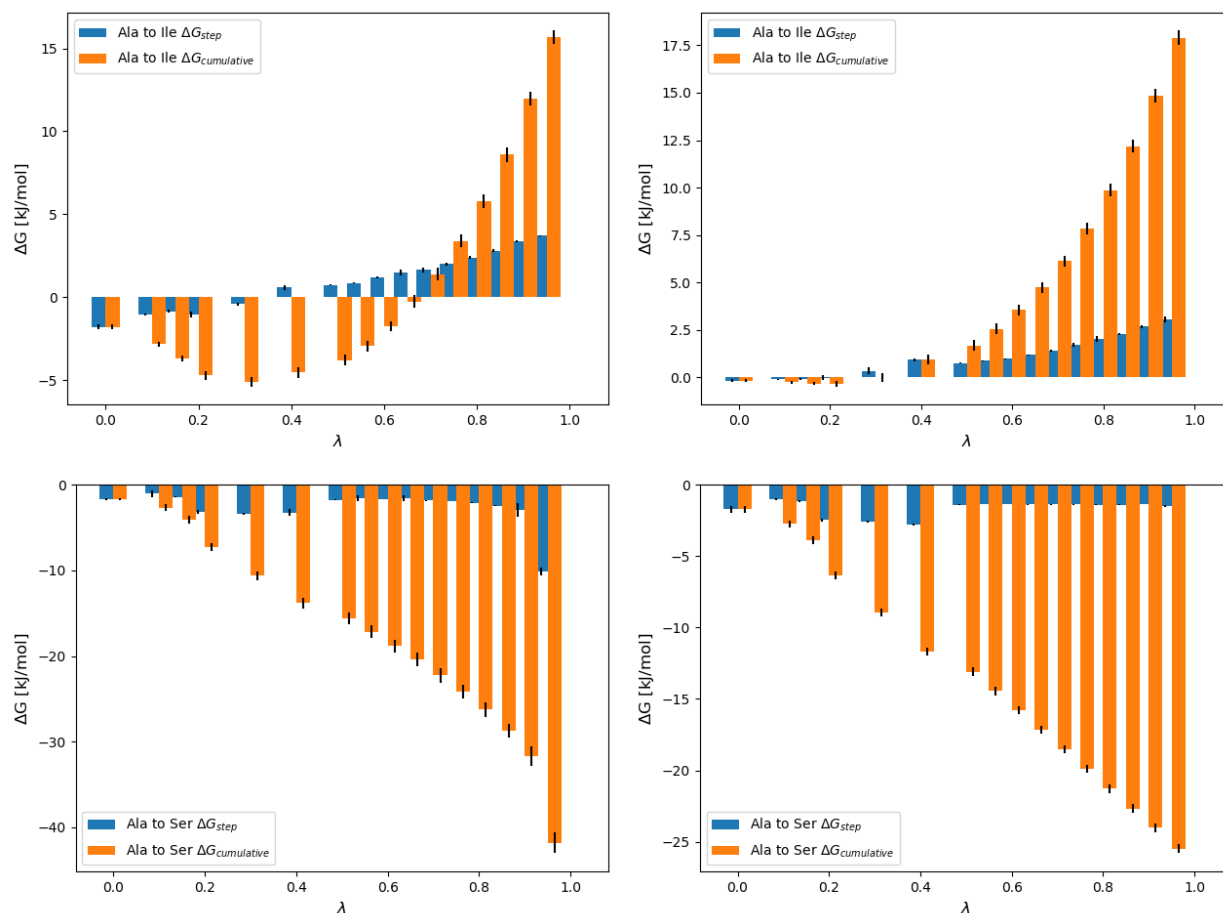 Ala to Ile ΔG_step
Ala to Ile ΔG_cumulative
ΔG [kJ/mol]
15
10
5
0
−5
0.0 0.2 0.4 0.6 0.8 1.0
λ
Ala to Ile ΔG_step
Ala to Ile ΔG_cumulative
ΔG [kJ/mol]
17.5
15.0
12.5
10.0
7.5
5.0
2.5
0.0
0.0 0.2 0.4 0.6 0.8 1.0
λ
ΔG [kJ/mol]
0
−10
−20
−30
−40
Ala to Ser ΔG_step
Ala to Ser ΔG_cumulative
0.0 0.2 0.4 0.6 0.8 1.0
λ
ΔG [kJ/mol]
0
−5
−10
−15
−20
−25
Ala to Ser ΔG_step
Ala to Ser ΔG_cumulative
0.0 0.2 0.4 0.6 0.8 1.0
λ